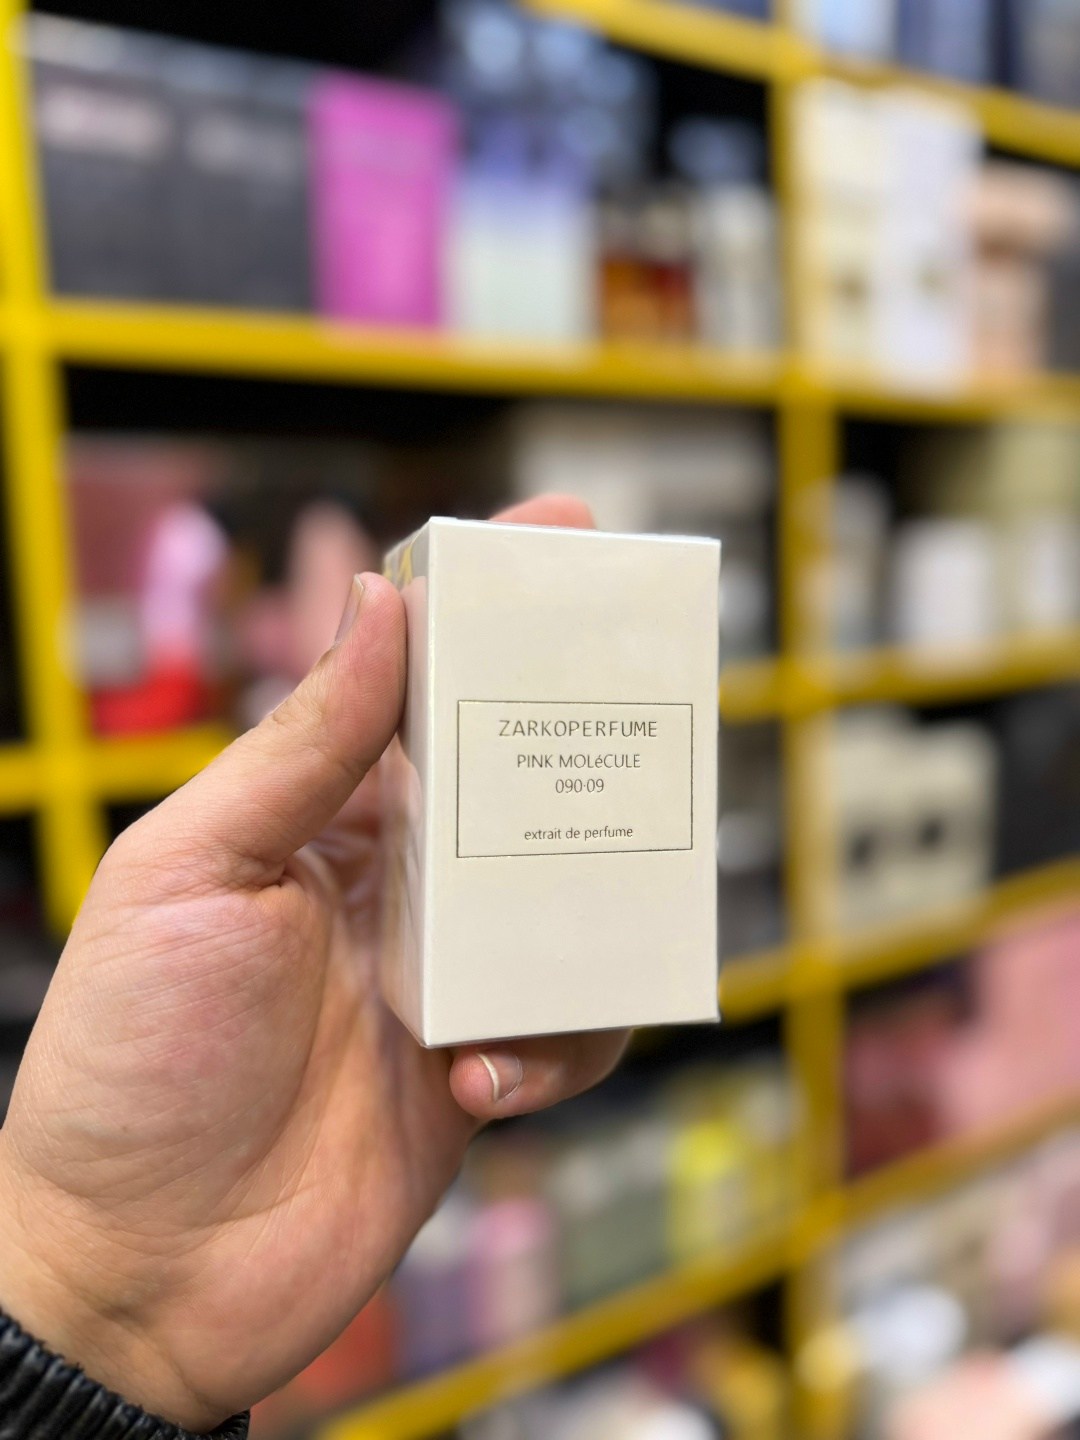 ZARKOPERFUME
PINK MOLéCULE
090·09
extrait de perfume